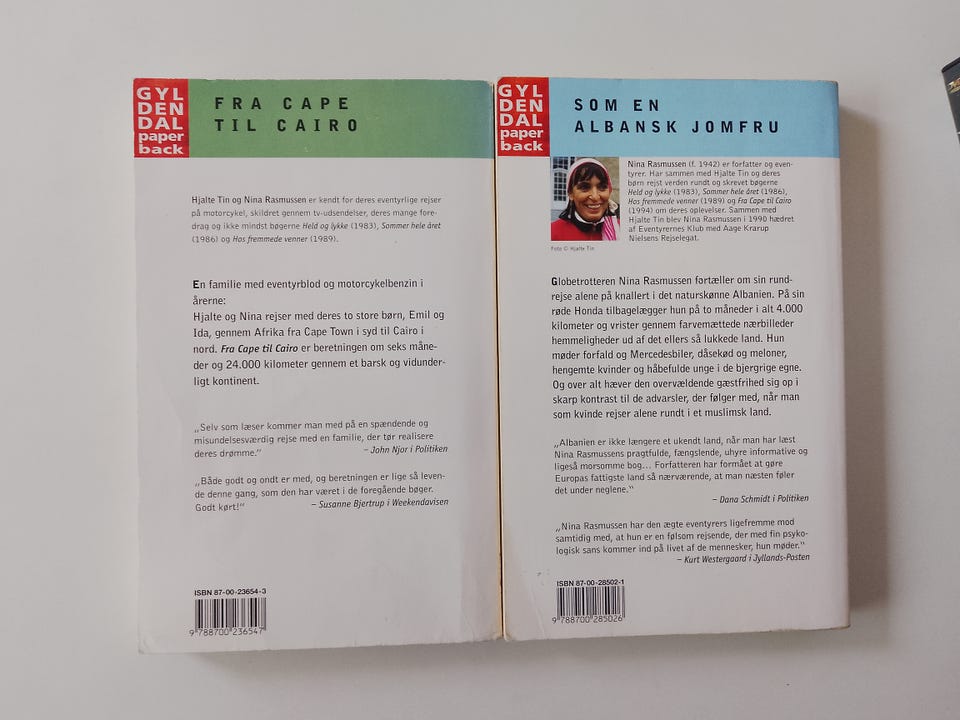 GYL
DEN
DAL
paper
back
FRA CAPE
TIL CAIRO
Hjalte Tin og Nina Rasmussen er kendt for deres eventyrlige rejser
på motorcykel, skildret gennem tv-udsendelser, deres mange fore-
drag og ikke mindst bøgerne Held og lykke (1983), Sommer hele året
(1986) og Hos fremmede venner (1989).
En familie med eventyrblod og motorcykelbenzin i
årerne:
Hjalte og Nina rejser med deres to store børn, Emil og
Ida, gennem Afrika fra Cape Town i syd til Cairo i
nord. Fra Cape til Cairo er beretningen om seks måne-
der og 24.000 kilometer gennem et barsk og vidunder-
ligt kontinent.
„Selv som læser kommer man med på en spændende og
misundelsesværdig rejse med en familie, der tør realisere
deres drømme.“
– John Njor i Politiken
„Både godt og ondt er med, og beretningen er lige så leven-
de denne gang, som den har været i de foregående bøger.
Godt kørt!“
– Susanne Bjertrup i Weekendavisen
ISBN 87-00-23654-3
9 788700 236547
GYL
DEN
DAL
paper
back
SOM EN
ALBANSK JOMFRU
Nina Rasmussen (f. 1942) er forfatter og even-
tyrer. Har sammen med Hjalte Tin og deres
børn rejst verden rundt og skrevet bøgerne
Held og lykke (1983), Sommer hele året (1986),
Hos fremmede venner (1989) og Fra Cape til Cairo
(1994) om deres oplevelser. Sammen med
Hjalte Tin blev Nina Rasmussen i 1990 hædret
af Eventyrernes Klub med Aage Krarup
Nielsens Rejselegat.
Foto © Hjalte Tin
Globetrotteren Nina Rasmussen fortæller om sin rund-
rejse alene på knallert i det naturskønne Albanien. På sin
røde Honda tilbagelægger hun på to måneder i alt 4.000
kilometer og vrister gennem farvemættede nærbilleder
hemmeligheder ud af det ellers så lukkede land. Hun
møder forfald og Mercedesbiler, dåsekød og meloner,
hengemte kvinder og håbefulde unge i de bjergrige egne.
Og over alt hæver den overvældende gæstfrihed sig op i
skarp kontrast til de advarsler, der følger med, når man
som kvinde rejser alene rundt i et muslimsk land.
„Albanien er ikke længere et ukendt land, når man har læst
Nina Rasmussens pragtfulde, fængslende, uhyre informative og
ligeså morsomme bog... Forfatteren har formået at gøre
Europas fattigste land så nærværende, at man næsten føler
det under neglene.“
– Dana Schmidt i Politiken
„Nina Rasmussen har den ægte eventyrers ligefremme mod
samtidig med, at hun er en følsom rejsende, der med fin psyko-
logisk sans kommer ind på livet af de mennesker, hun møder.“
– Kurt Westergaard i Jyllands-Posten
ISBN 87-00-28502-1
9 788700 285026